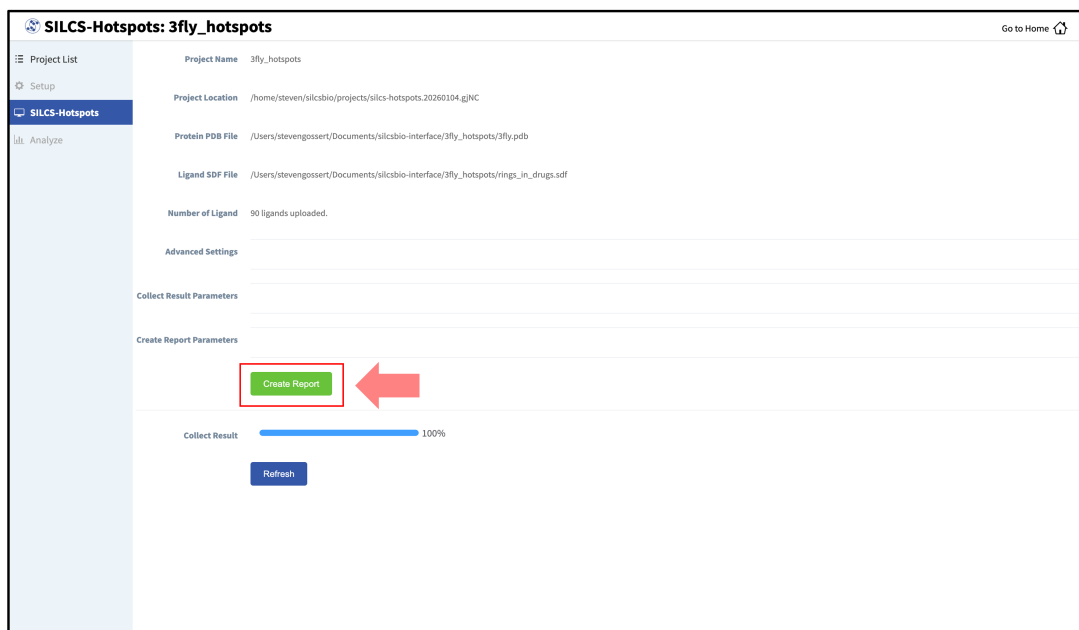 SILCS-Hotspots: 3fly_hotspots
Go to Home
Project List
Setup
SILCS-Hotspots
Analyze
Project Name 3fly_hotspots
Project Location /home/steven/silcsbio/projects/silcs-hotspots.20260104.gjNC
Protein PDB File /Users/stevengossert/Documents/silcsbio-interface/3fly_hotspots/3fly.pdb
Ligand SDF File /Users/stevengossert/Documents/silcsbio-interface/3fly_hotspots/rings_in_drugs.sdf
Number of Ligand 90 ligands uploaded.
Advanced Settings
Collect Result Parameters
Create Report Parameters
Create Report
Collect Result 100%
Refresh